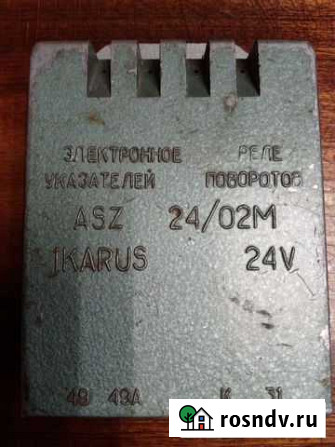 ЭЛЕКТРОННОЕ РЕЛЕ
УКАЗАТЕЛЕЙ ПОВОРОТОВ
ASZ 24/02M
IKARUS 24V
49 49A K 31
rosndv.ru